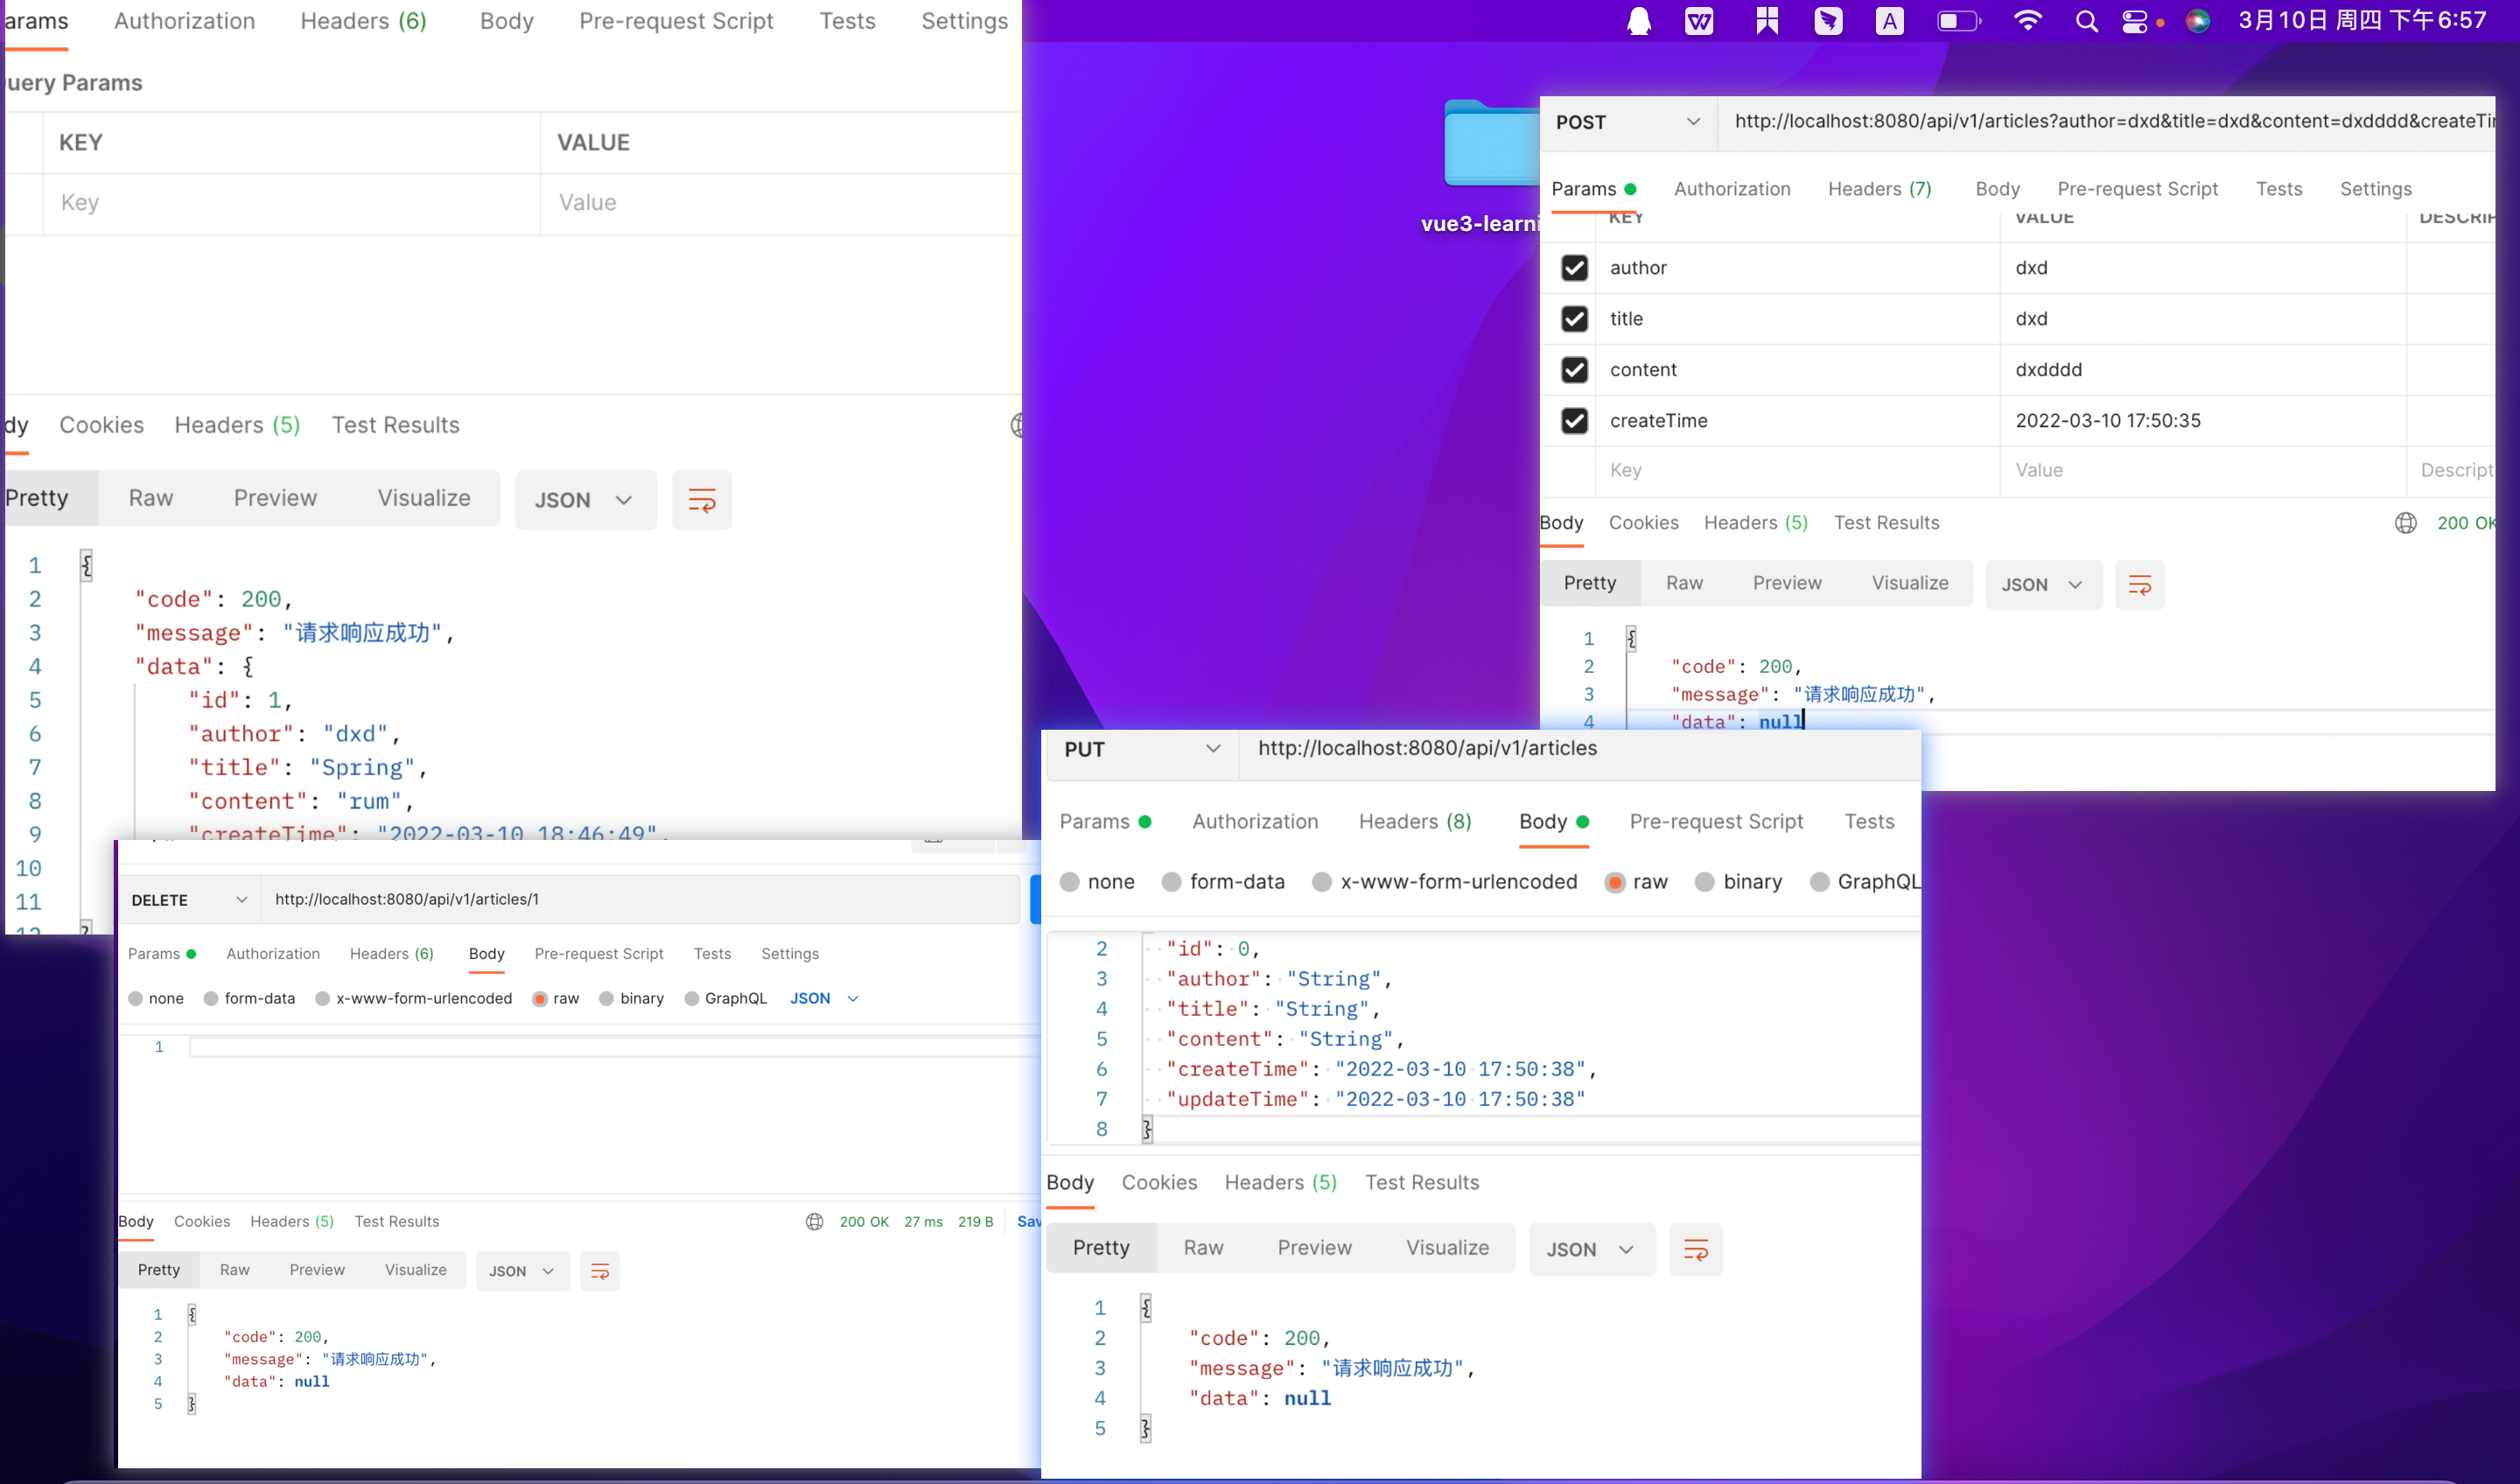 3月10日 周四 下午6:57
Authorization Headers (6) Body Pre-request Script Tests Settings
Params
KEY VALUE
Key Value
Cookies Headers (5) Test Results
Pretty Raw Preview Visualize JSON
1 {
2 "code": 200,
3 "message": "请求响应成功",
4 "data": {
5 "id": 1,
6 "author": "dxd",
7 "title": "Spring",
8 "content": "rum",
9 "createTime": "2022-03-10 18:46:49",
10
11
12 }
POST http://localhost:8080/api/v1/articles?author=dxd&title=dxd&content=dxdddd&createTi
Params Authorization Headers (7) Body Pre-request Script Tests Settings
KEY VALUE
author dxd
title dxd
content dxdddd
createTime 2022-03-10 17:50:35
Key Value Descript
Body Cookies Headers (5) Test Results 200 OK
Pretty Raw Preview Visualize JSON
1 {
2 "code": 200,
3 "message": "请求响应成功",
4 "data": null
DELETE http://localhost:8080/api/v1/articles/1
Params Authorization Headers (6) Body Pre-request Script Tests Settings
none form-data x-www-form-urlencoded raw binary GraphQL JSON
1
Body Cookies Headers (5) Test Results 200 OK 27 ms 219 B
Pretty Raw Preview Visualize JSON
1 {
2 "code": 200,
3 "message": "请求响应成功",
4 "data": null
5 }
PUT http://localhost:8080/api/v1/articles
Params Authorization Headers (8) Body Pre-request Script Tests
none form-data x-www-form-urlencoded raw binary GraphQL
2 "id": 0,
3 "author": "String",
4 "title": "String",
5 "content": "String",
6 "createTime": "2022-03-10 17:50:38",
7 "updateTime": "2022-03-10 17:50:38"
8 }
Body Cookies Headers (5) Test Results
Pretty Raw Preview Visualize JSON
1 {
2 "code": 200,
3 "message": "请求响应成功",
4 "data": null
5 }
vue3-learni